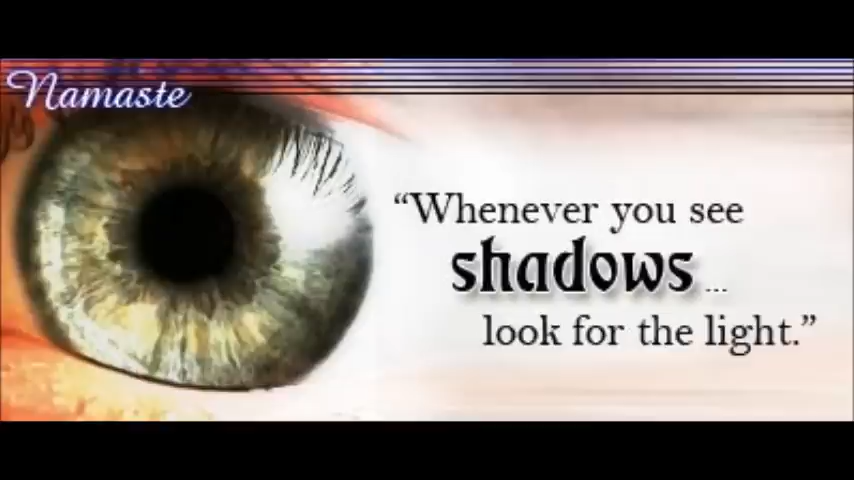 Namaste
“Whenever you see
shadows ...
look for the light.”